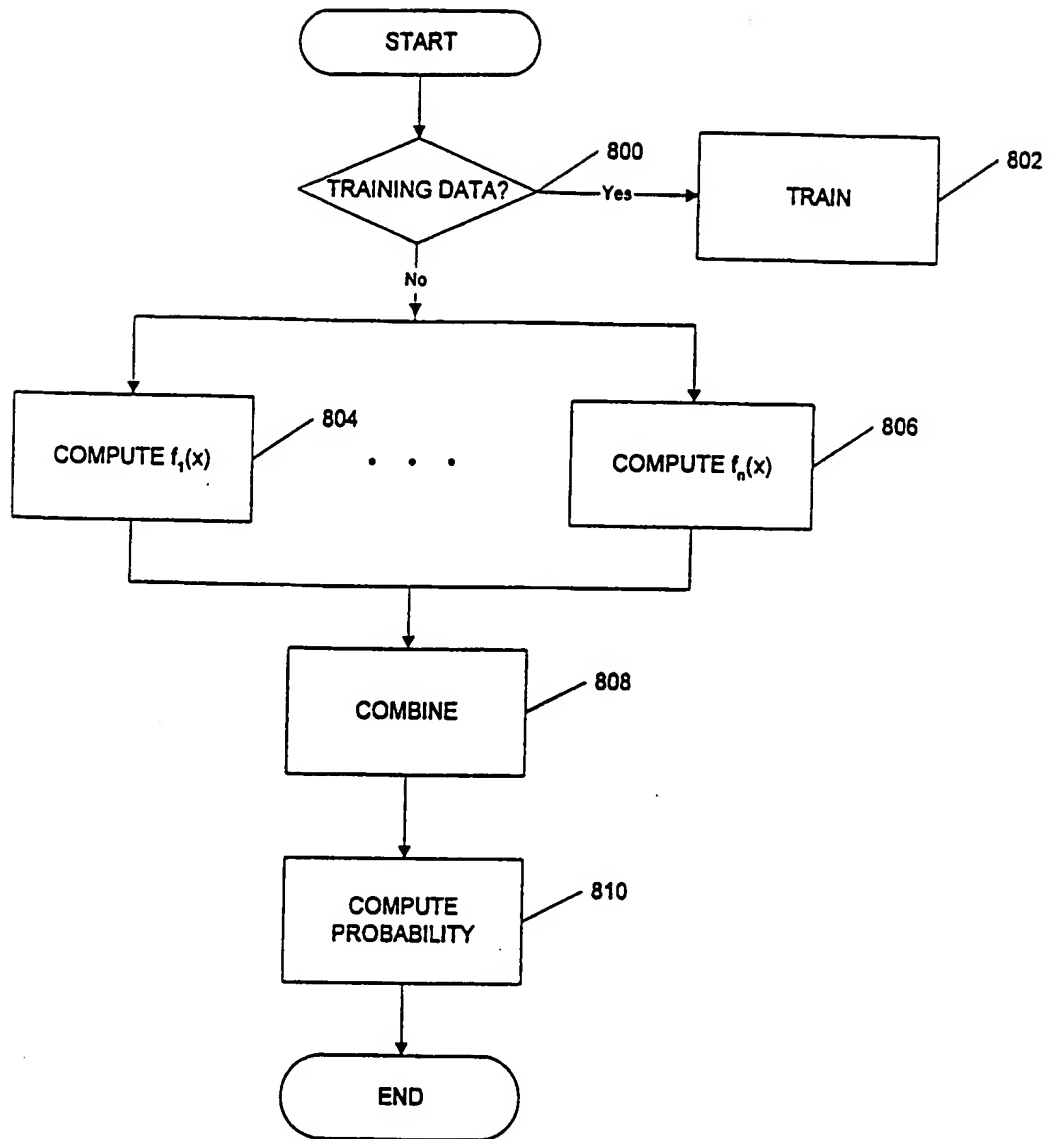 START
TRAINING DATA?
800
Yes
TRAIN
802
No
COMPUTE f₁(x)
804
. . .
COMPUTE fₙ(x)
806
COMBINE
808
COMPUTE
PROBABILITY
810
END